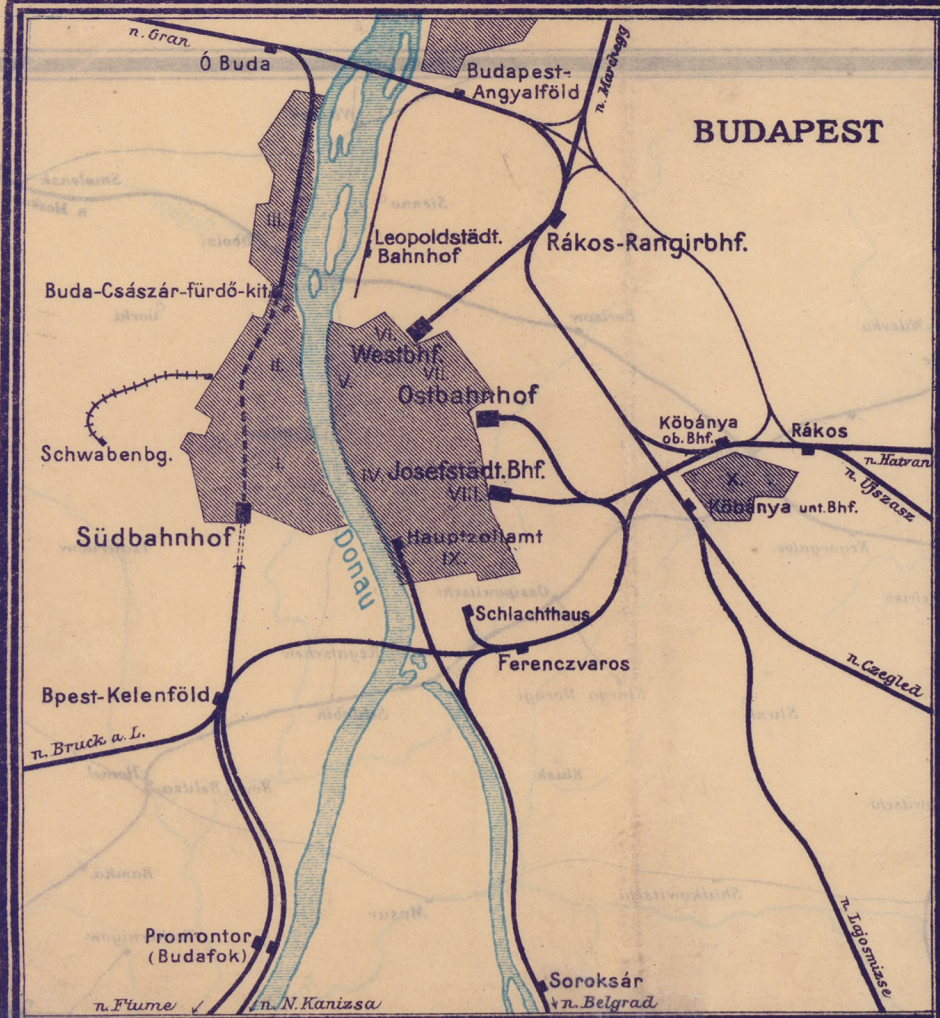 n. Gran
Ó Buda
Budapest-
Angyalföld
n. Marchegg
BUDAPEST
III.
Leopoldstädt.
Bahnhof
Rákos-Rangirbhf.
Buda-Császár-fürdő-kit.
VI.
Westbhf.
VII.
II.
V.
Ostbahnhof
Schwabenbg.
Köbánya
ob. Bhf.
Rákos
n. Hatvan
I.
IV.
Josefstädt. Bhf.
VIII.
X.
n. Ujszasz
Köbánya unt. Bhf.
Südbahnhof
Donau
Hauptzollamt
IX.
Schlachthaus
Ferenczvaros
n. Czegled
Bpest-Kelenföld
n. Bruck a. L.
n. Lajosmizse
Promontor
(Budafok)
Soroksár
n. Fiume
n. N. Kanizsa
n. Belgrad